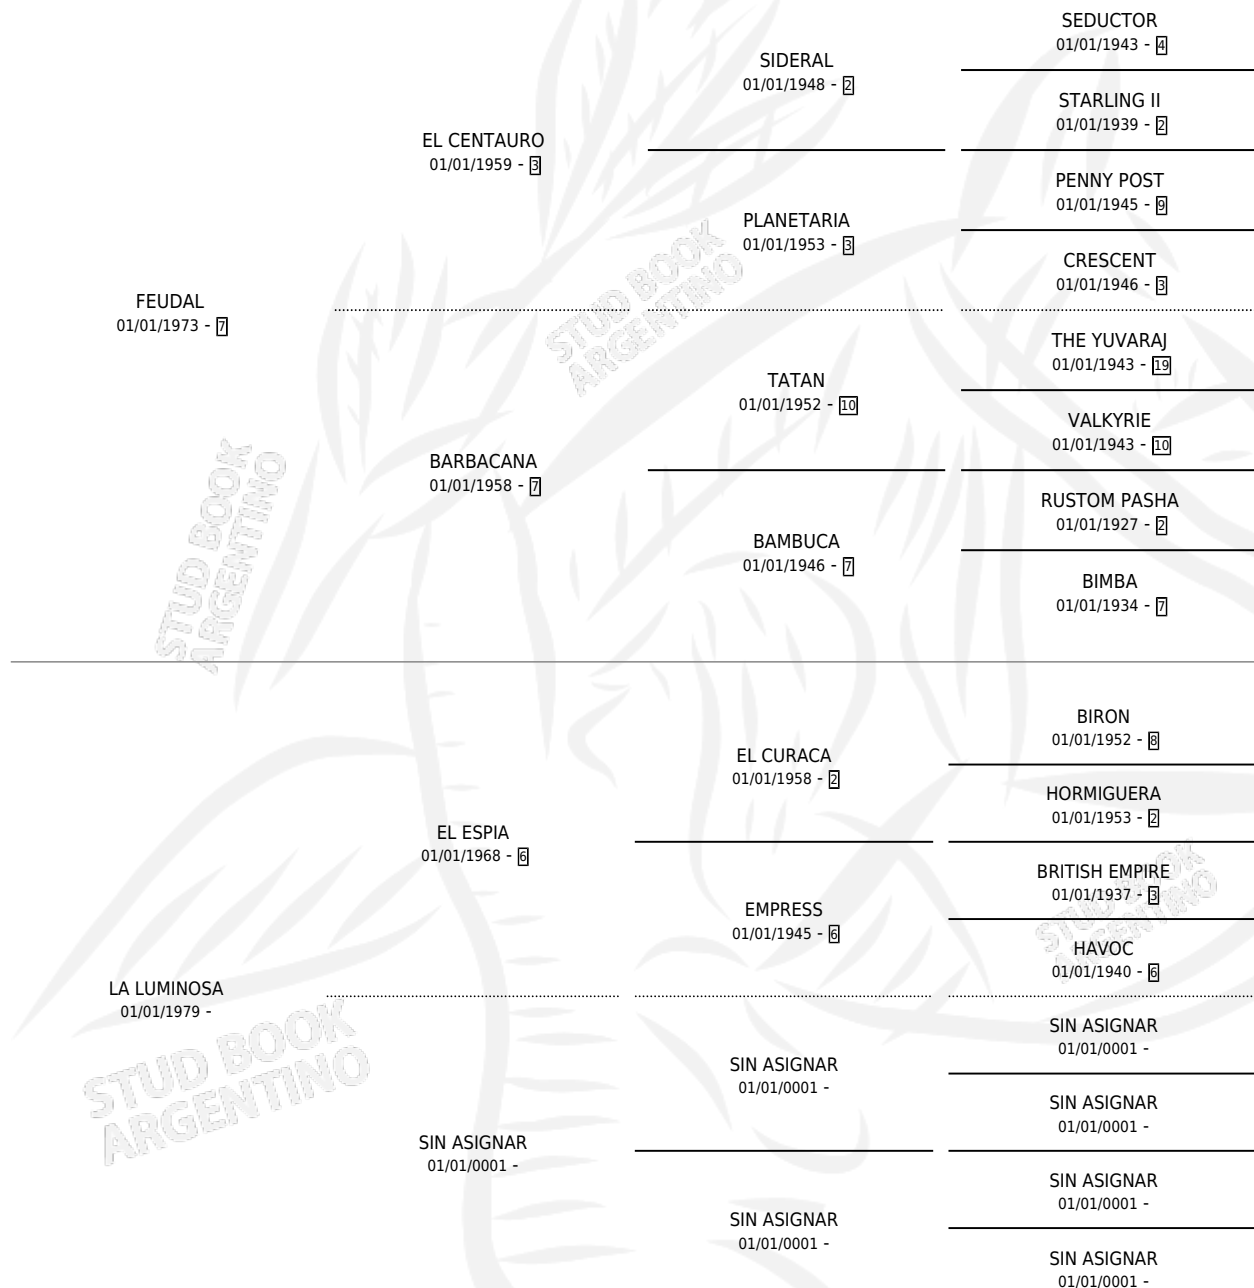 SEDUCTOR
01/01/1943 - 4
SIDERAL
01/01/1948 - 2
STARLING II
01/01/1939 - 2
EL CENTAURO
01/01/1959 - 3
PENNY POST
01/01/1945 - 9
PLANETARIA
01/01/1953 - 3
CRESCENT
01/01/1946 - 3
FEUDAL
01/01/1973 - 7
THE YUVARAJ
01/01/1943 - 19
TATAN
01/01/1952 - 10
VALKYRIE
01/01/1943 - 10
BARBACANA
01/01/1958 - 7
RUSTOM PASHA
01/01/1927 - 2
BAMBUCA
01/01/1946 - 7
BIMBA
01/01/1934 - 7
STUD BOOK
ARGENTINO
STUD BOOK
ARGENTINO
BIRON
01/01/1952 - 8
EL CURACA
01/01/1958 - 2
HORMIGUERA
01/01/1953 - 2
EL ESPIA
01/01/1968 - 6
BRITISH EMPIRE
01/01/1937 - 3
EMPRESS
01/01/1945 - 6
HAVOC
01/01/1940 - 6
LA LUMINOSA
01/01/1979 -
SIN ASIGNAR
01/01/0001 -
SIN ASIGNAR
01/01/0001 -
SIN ASIGNAR
01/01/0001 -
SIN ASIGNAR
01/01/0001 -
SIN ASIGNAR
01/01/0001 -
SIN ASIGNAR
01/01/0001 -
SIN ASIGNAR
01/01/0001 -
STUD BOOK
ARGENTINO
STUD BOOK
ARGENTINO